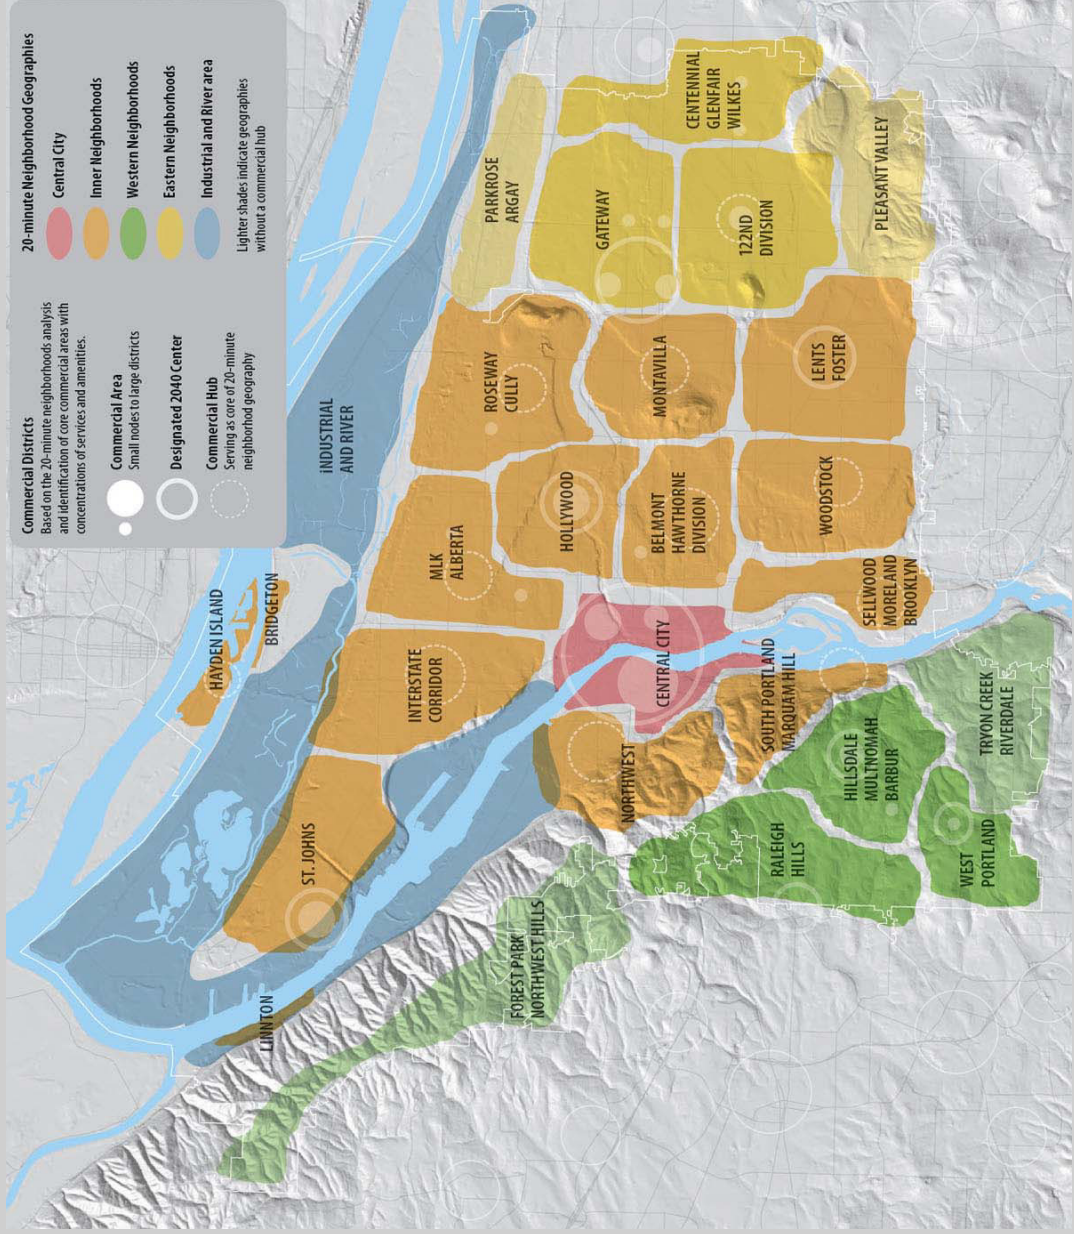 Commercial Districts
Based on the 20-minute neighborhoods analysis
and identification of core commercial areas with
concentrations of services and amenities.
Commercial Area
Small nodes to large districts
Designated 2040 Center
Commercial Hub
Serving as core of 20-minute
neighborhod geography
20-minute Neighborhood Geographies
Central City
Inner Neighborhoods
Western Neighborhoods
Eastern Neighborhoods
Industrial and River area
Lighter shades indicate geographies
without a commercial hub
LINNTON
ST. JOHNS
HAYDEN ISLAND
BRIDGETON
INDUSTRIAL
AND RIVER
INTERSTATE
CORRIDOR
MLK
ALBERTA
ROSEWAY
CULLY
PARKROSE
ARGAY
FOREST PARK
NORTHWEST HILLS
NORTHWEST
CENTRAL CITY
HOLLYWOOD
BELMONT
HAWTHORNE
DIVISION
MONTAVILLA
GATEWAY
CENTENNIAL
GLENFAIR
WILKES
122ND
DIVISION
RALEIGH
HILLS
HILLSDALE
MULTNOMAH
BARBUR
SOUTH PORTLAND
MARQUAM HILL
SELLWOOD
MORELAND
BROOKLYN
WOODSTOCK
LENTS
FOSTER
PLEASANT VALLEY
WEST
PORTLAND
TRYON CREEK
RIVERDALE